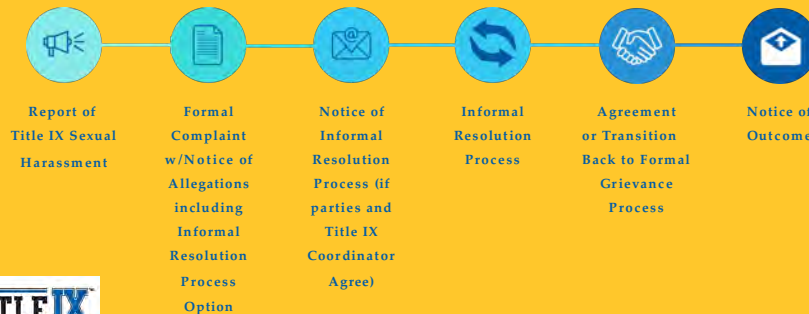 Report of
Title IX Sexual
Harassment
Formal
Complaint
w/Notice of
Allegations
including
Informal
Resolution
Process
Option
Notice of
Informal
Resolution
Process (if
parties and
Title IX
Coordinator
Agree)
Informal
Resolution
Process
Agreement
or Transition
Back to Formal
Grievance
Process
Notice of
Outcome
TLE IX